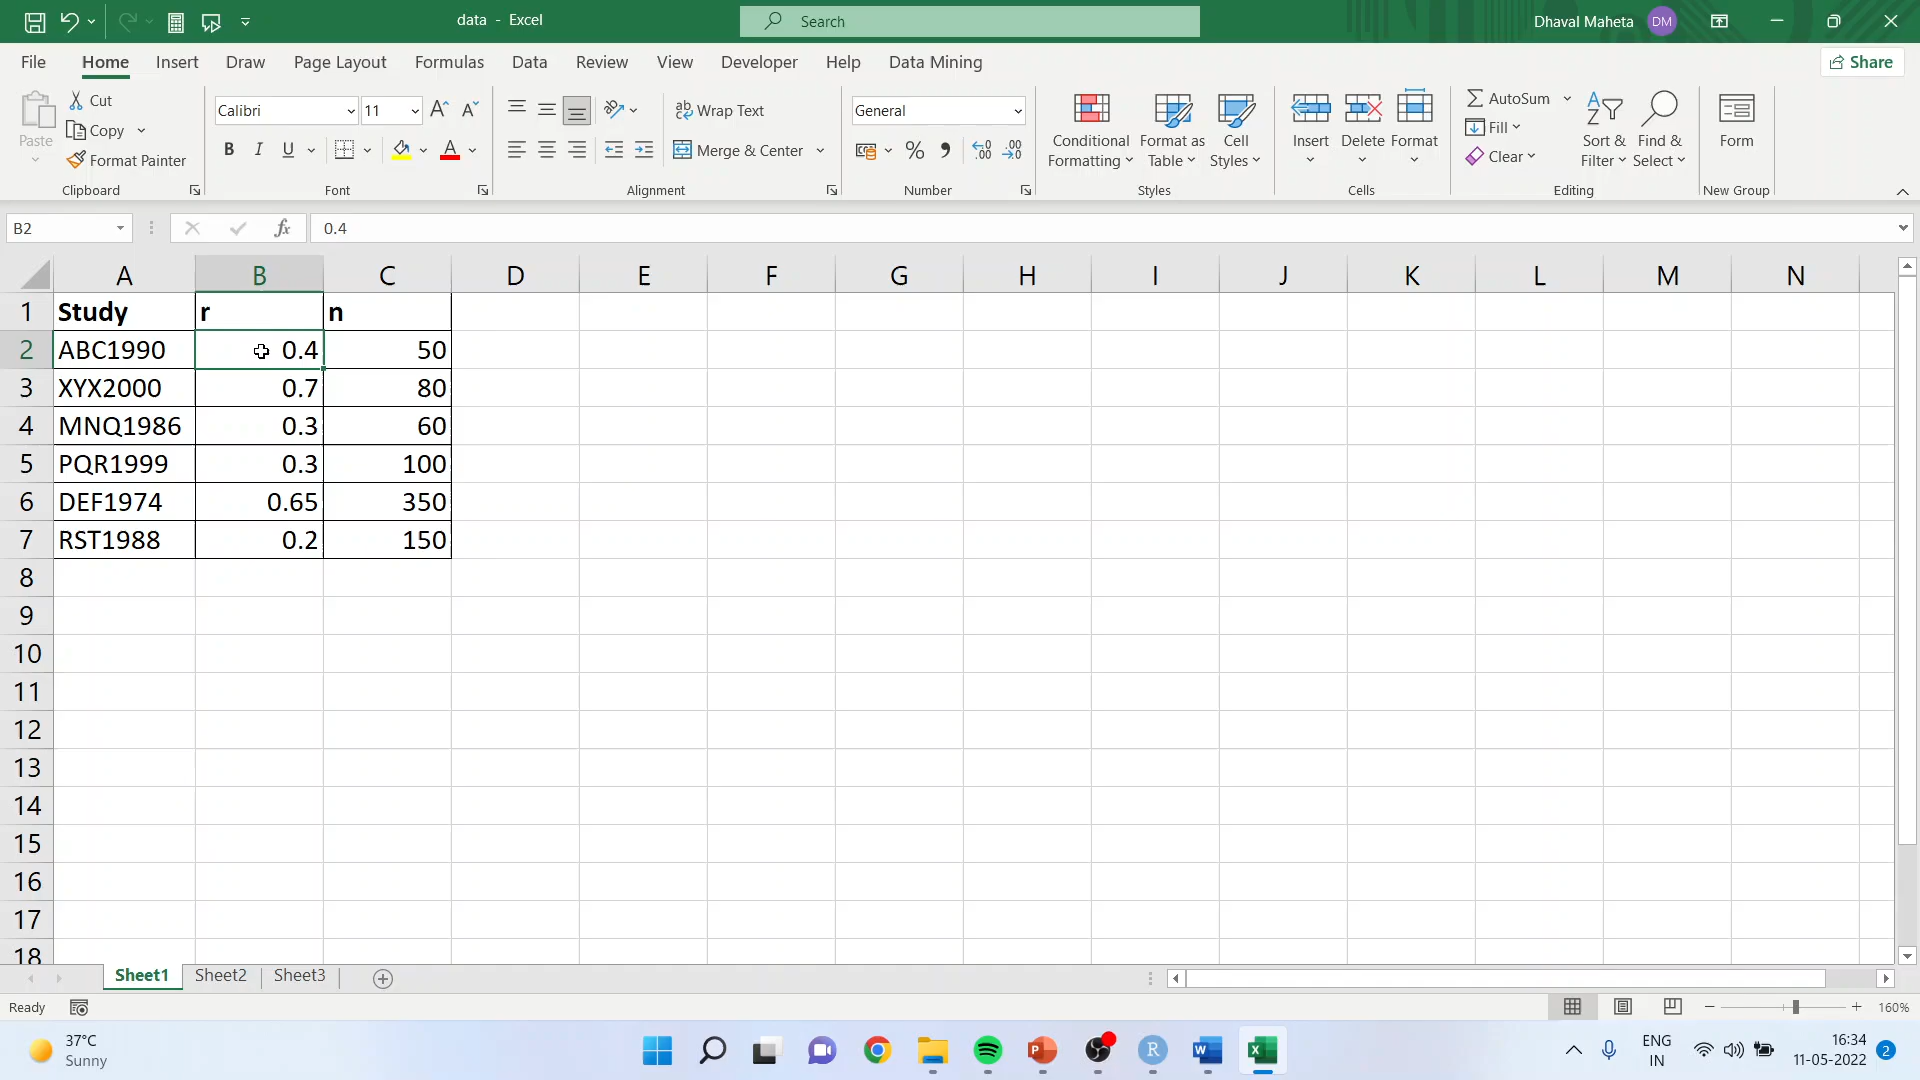 data - Excel
Search
Dhaval Maheta DM
File Home Insert Draw Page Layout Formulas Data Review View Developer Help Data Mining Share
Paste
Cut
Copy
Format Painter
Clipboard
Calibri 11
B I U
Font
Wrap Text
Merge & Center
Alignment
General
Number
Conditional Formatting
Format as Table
Cell Styles
Styles
Insert Delete Format
Cells
AutoSum
Fill
Clear
Sort & Filter
Find & Select
Editing
Form
New Group
B2 fx 0.4
A B C D E F G H I J K L M N
1 Study r n
2 ABC1990 0.4 50
3 XYX2000 0.7 80
4 MNQ1986 0.3 60
5 PQR1999 0.3 100
6 DEF1974 0.65 350
7 RST1988 0.2 150
8
9
10
11
12
13
14
15
16
17
18
Sheet1 Sheet2 Sheet3
Ready 160%
37°C
Sunny
ENG
IN
16:34
11-05-2022
2